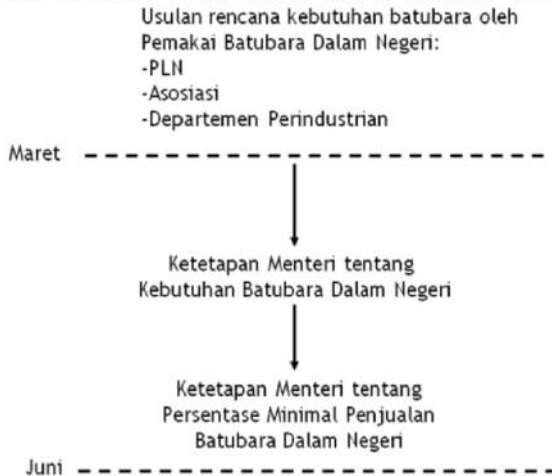 Usulan rencana kebutuhan batubara oleh
Pemakai Batubara Dalam Negeri:
-PLN
-Asosiasi
-Departemen Perindustrian
Maret
Ketetapan Menteri tentang
Kebutuhan Batubara Dalam Negeri
Ketetapan Menteri tentang
Persentase Minimal Penjualan
Batubara Dalam Negeri
Juni